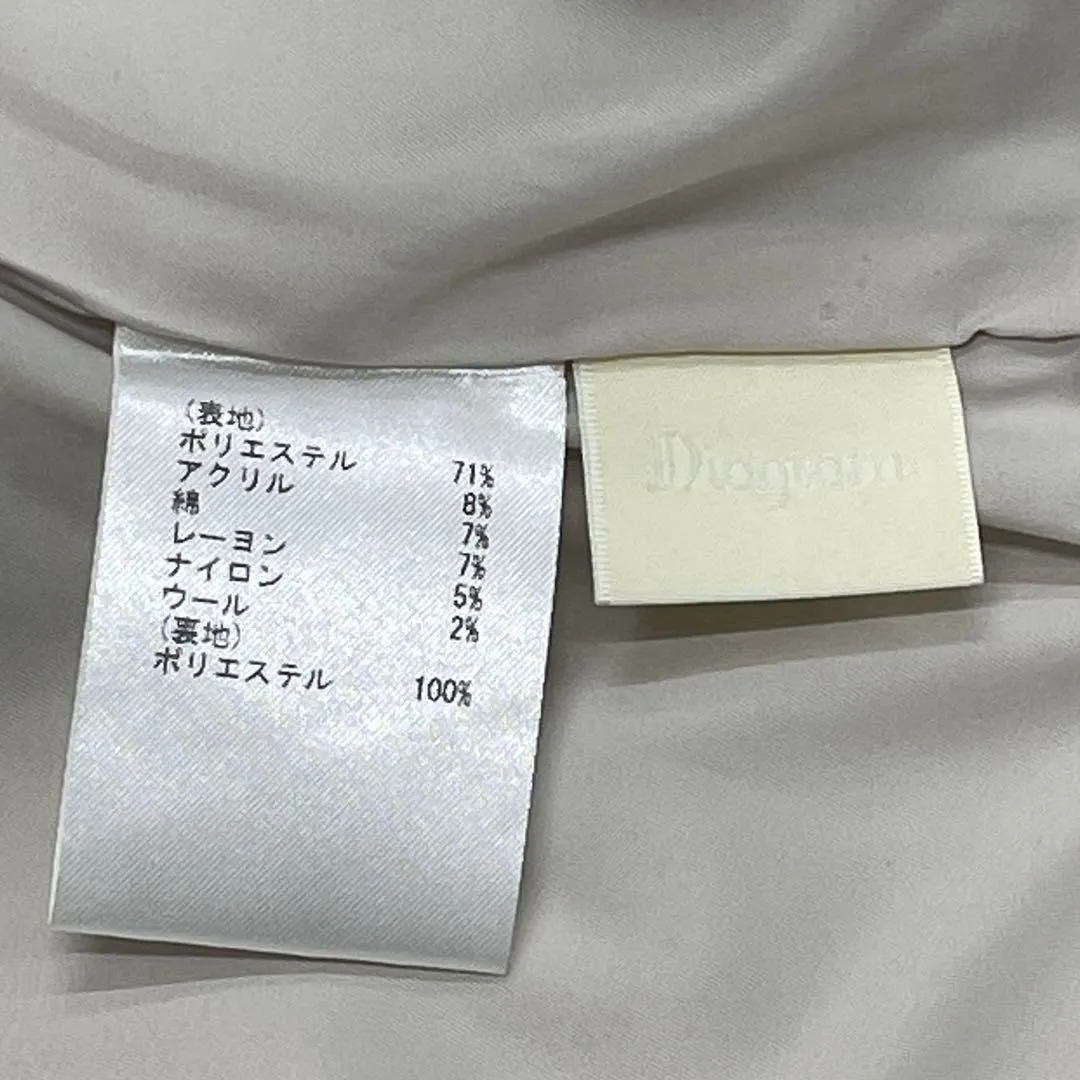 (表地)
ポリエステル 71%
アクリル 8%
綿 7%
レーヨン 7%
ナイロン 5%
ウール 2%
(裏地)
ポリエステル 100%
Diagram